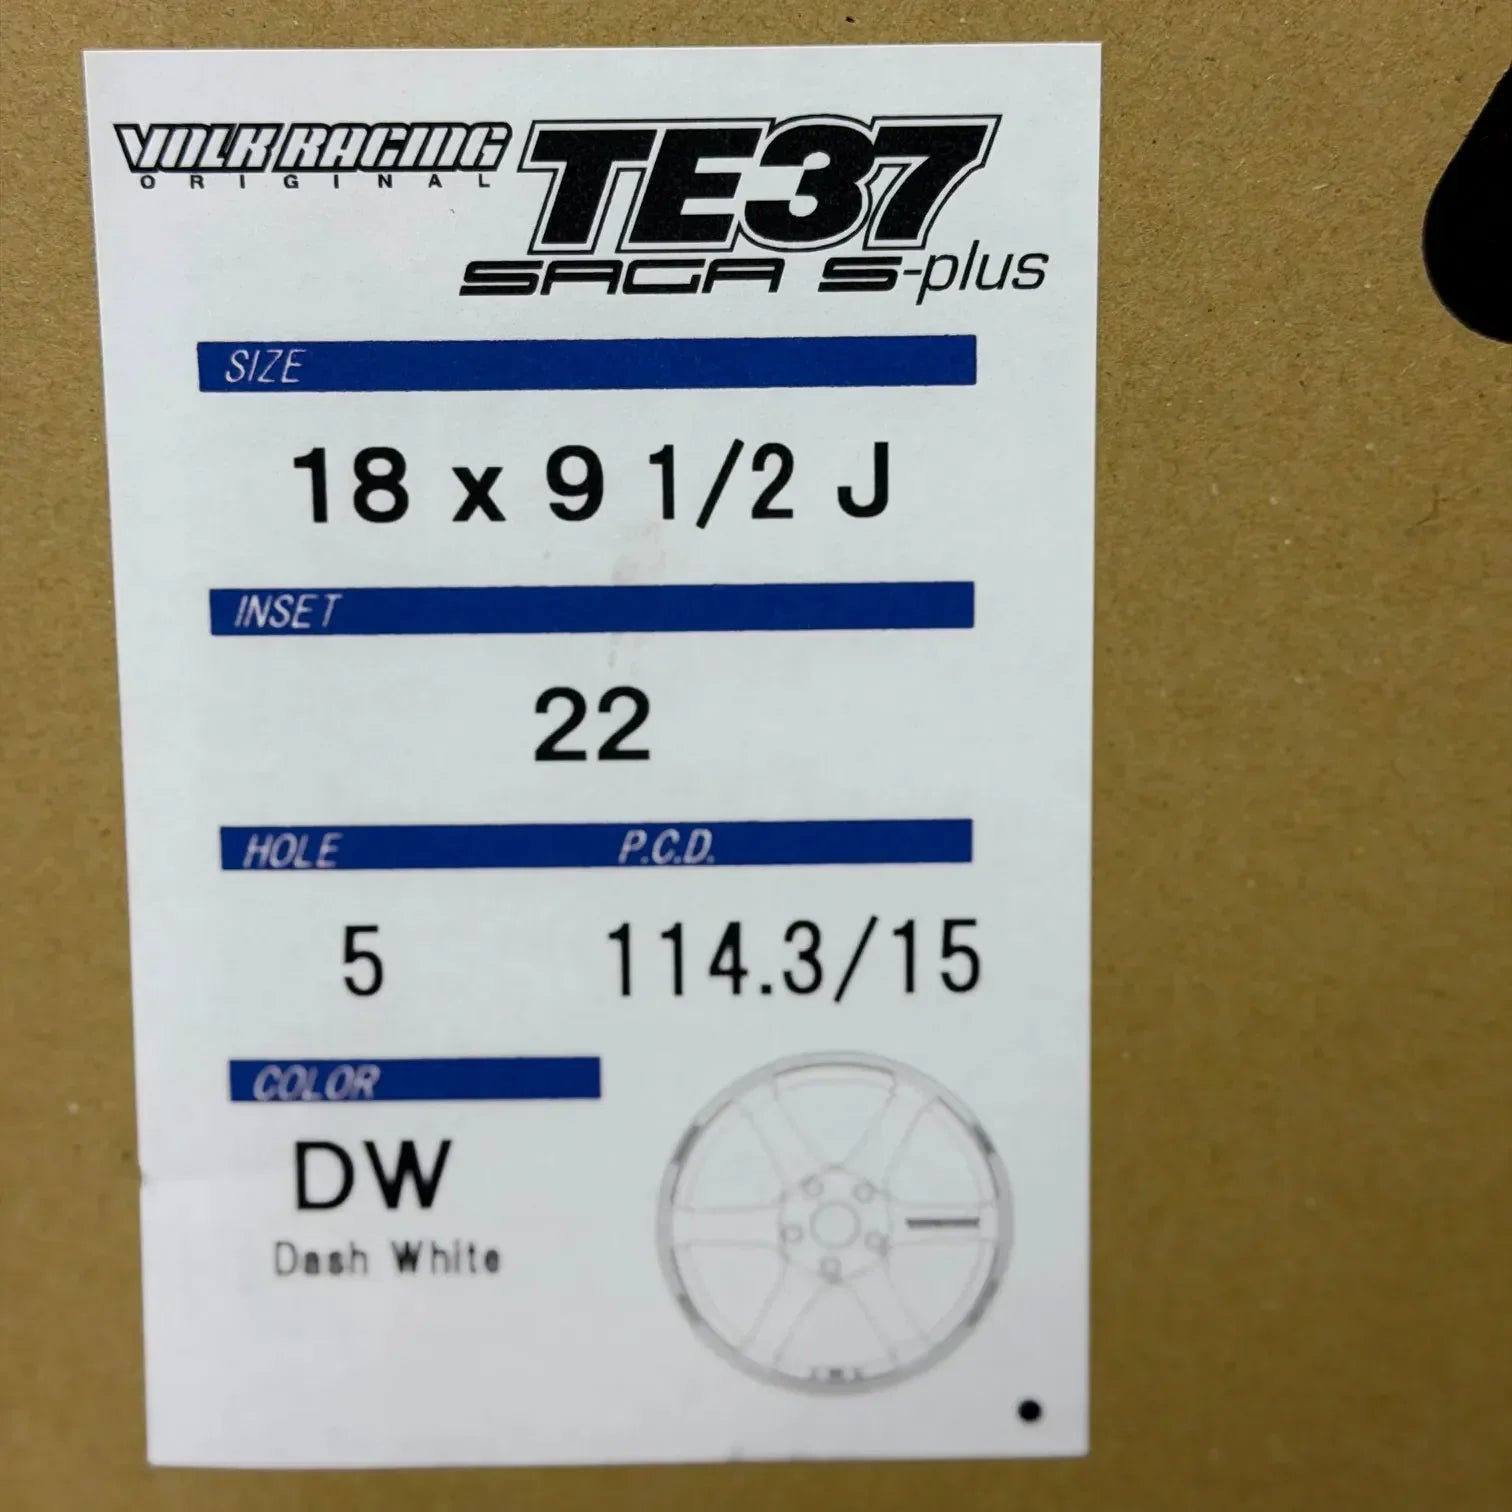 VOLK RACING
ORIGINAL
TE37
SAGA S-plus
SIZE
18 x 9 1/2 J
INSET
22
HOLE P.C.D.
5 114.3/15
COLOR
DW
Dash White